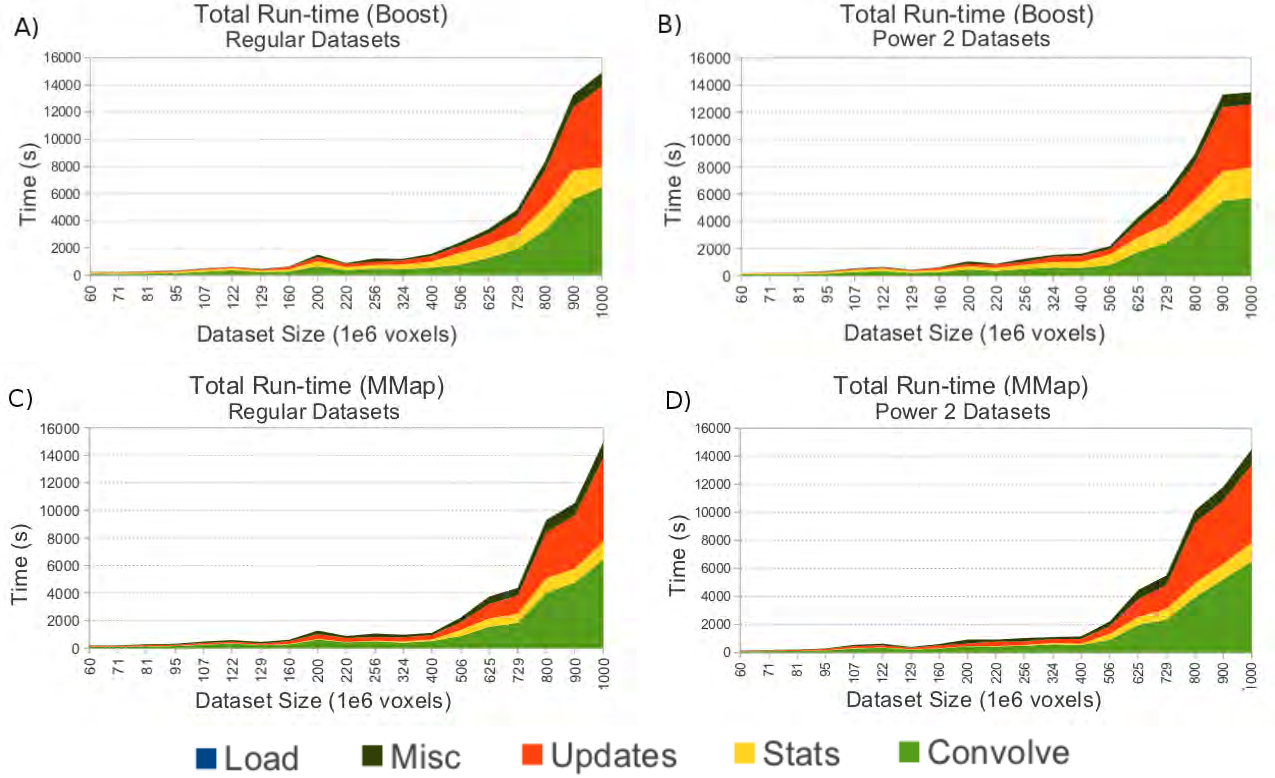 A)
Total Run-time (Boost)
Regular Datasets
Time (s)
16000
14000
12000
10000
8000
6000
4000
2000
0
60 71 81 95 107 122 129 160 200 220 256 324 400 506 625 729 800 900 1000
Dataset Size (1e6 voxels)
B)
Total Run-time (Boost)
Power 2 Datasets
Time (s)
16000
14000
12000
10000
8000
6000
4000
2000
0
60 71 81 95 107 122 129 160 200 220 256 324 400 506 625 729 800 900 1000
Dataset Size (1e6 voxels)
C)
Total Run-time (MMap)
Regular Datasets
Time (s)
16000
14000
12000
10000
8000
6000
4000
2000
0
60 71 81 95 107 122 129 160 200 220 256 324 400 506 625 729 800 900 1000
Dataset Size (1e6 voxels)
D)
Total Run-time (MMap)
Power 2 Datasets
Time (s)
16000
14000
12000
10000
8000
6000
4000
2000
0
60 71 81 95 107 122 129 160 200 220 256 324 400 506 625 729 800 900 1000
Dataset Size (1e6 voxels)
Load Misc Updates Stats Convolve